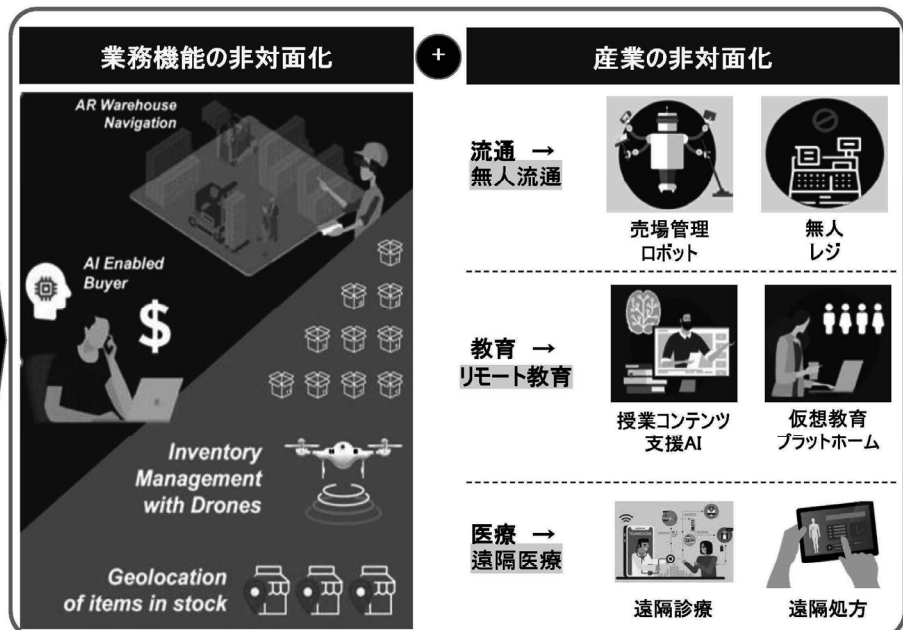 業務機能の非対面化
+
産業の非対面化
AR Warehouse
Navigation
AI Enabled
Buyer
$
Inventory
Management
with Drones
Geolocation
of items in stock
流通 →
無人流通
売場管理
ロボット
無人
レジ
教育 →
リモート教育
授業コンテンツ
支援AI
仮想教育
プラットホーム
医療 →
遠隔医療
遠隔診療
遠隔処方